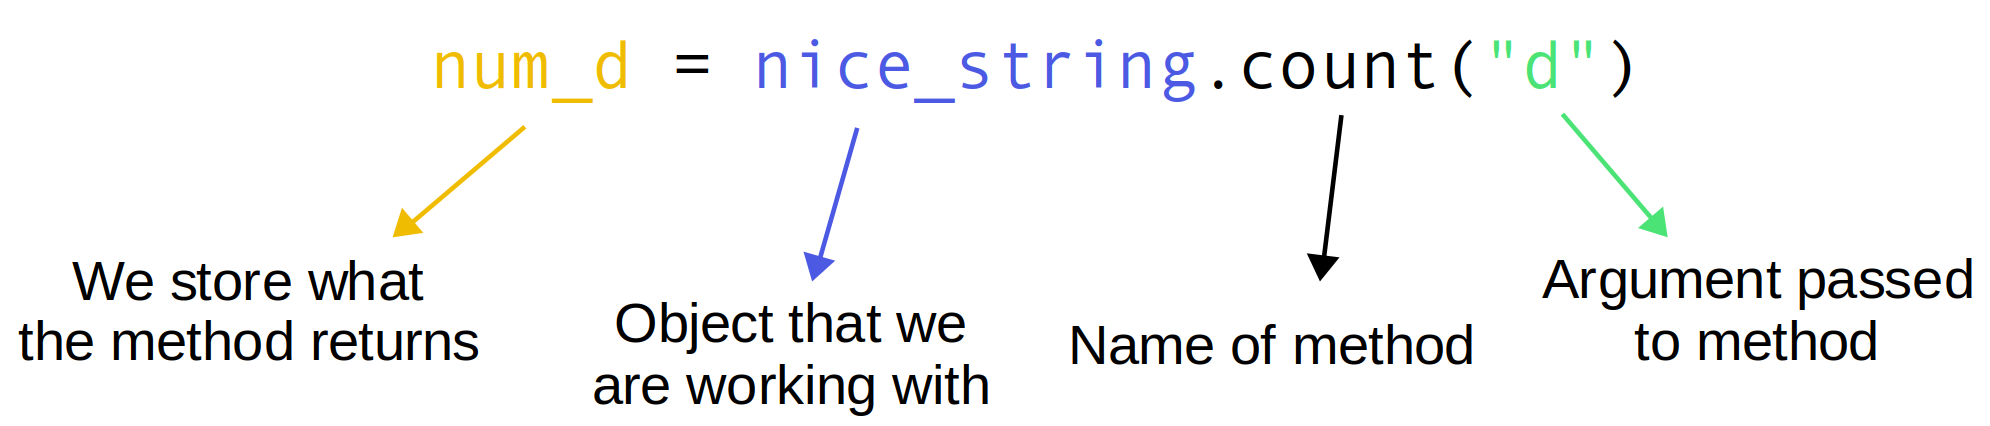 num_d = nice_string.count("d")
We store what
the method returns
Object that we
are working with
Name of method
Argument passed
to method